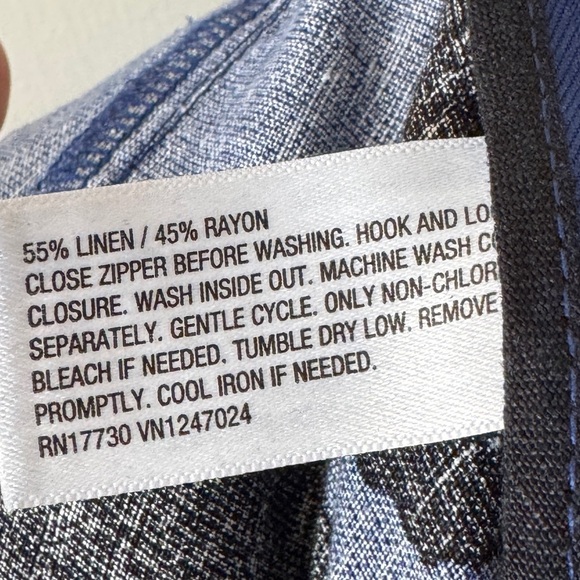 55% LINEN / 45% RAYON
CLOSE ZIPPER BEFORE WASHING. HOOK AND
CLOSURE. WASH INSIDE OUT. MACHINE WASH
SEPARATELY. GENTLE CYCLE. ONLY NON-CHLOR
BLEACH IF NEEDED. TUMBLE DRY LOW. REMOVE
PROMPTLY. COOL IRON IF NEEDED.
RN17730 VN1247024